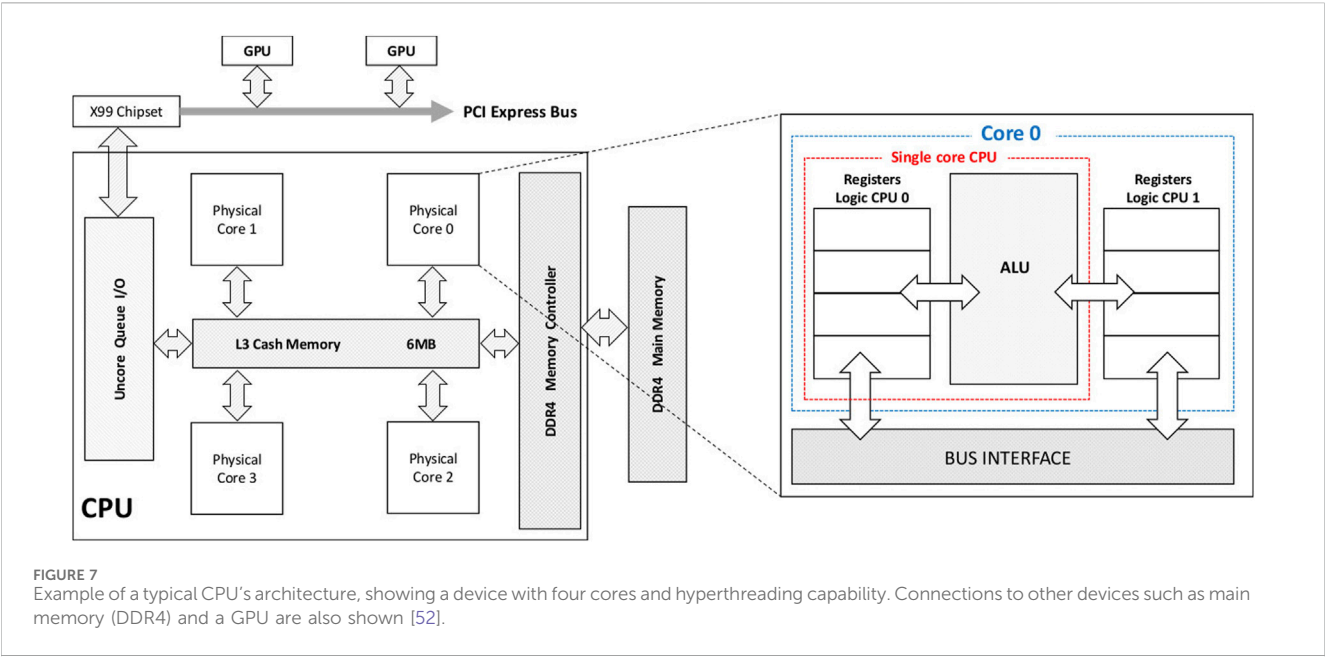 GPU
GPU
X99 Chipset
PCI Express Bus
Physical
Core 1
Physical
Core 0
Uncore Queue I/O
L3 Cash Memory 6MB
DDR4 Memory Controller
DDR4 Main Memory
Physical
Core 3
Physical
Core 2
CPU
Core 0
Single core CPU
Registers
Logic CPU 0
ALU
Registers
Logic CPU 1
BUS INTERFACE
FIGURE 7
Example of a typical CPU's architecture, showing a device with four cores and hyperthreading capability. Connections to other devices such as main
memory (DDR4) and a GPU are also shown [52].